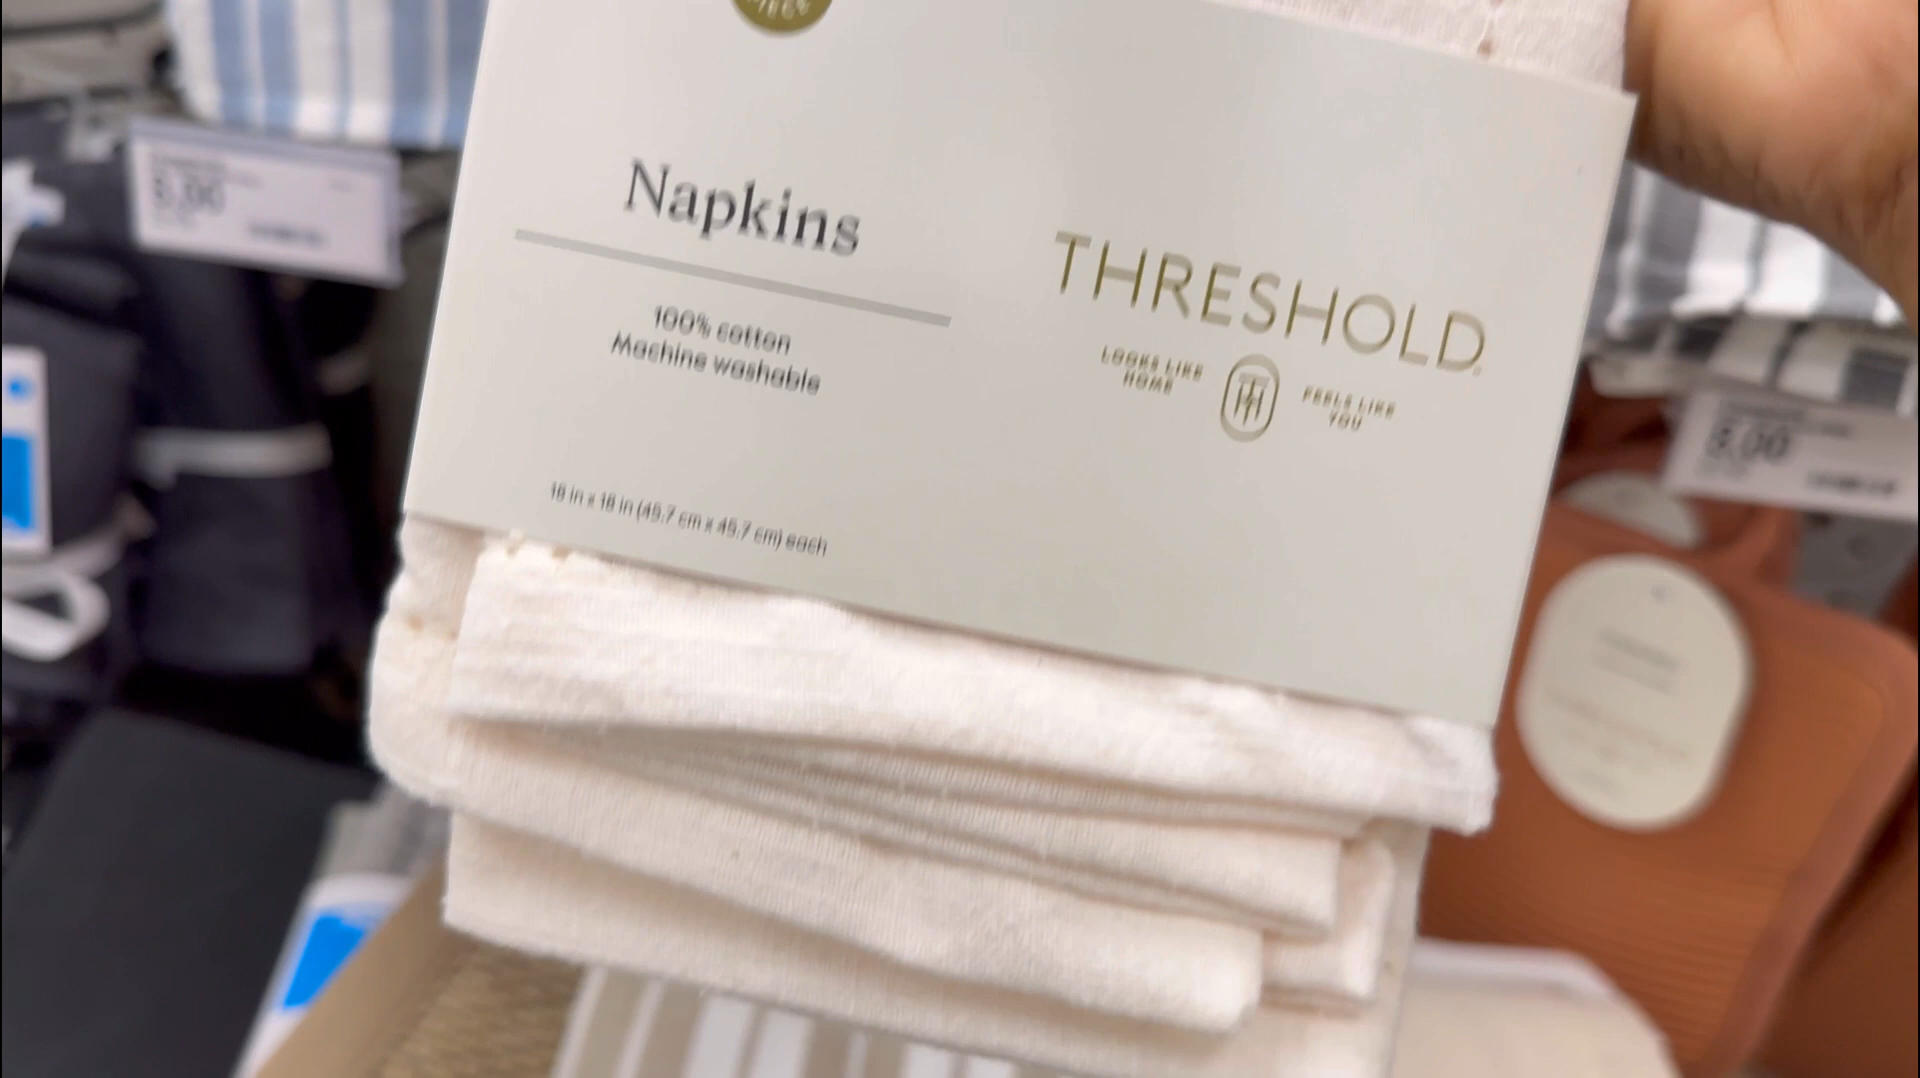 PIECE
Napkins
100% cotton
Machine washable
18 in x 18 in (45.7 cm x 45.7 cm) each
THRESHOLD
LOOKS LIKE
HOME
FEELS LIKE
YOU